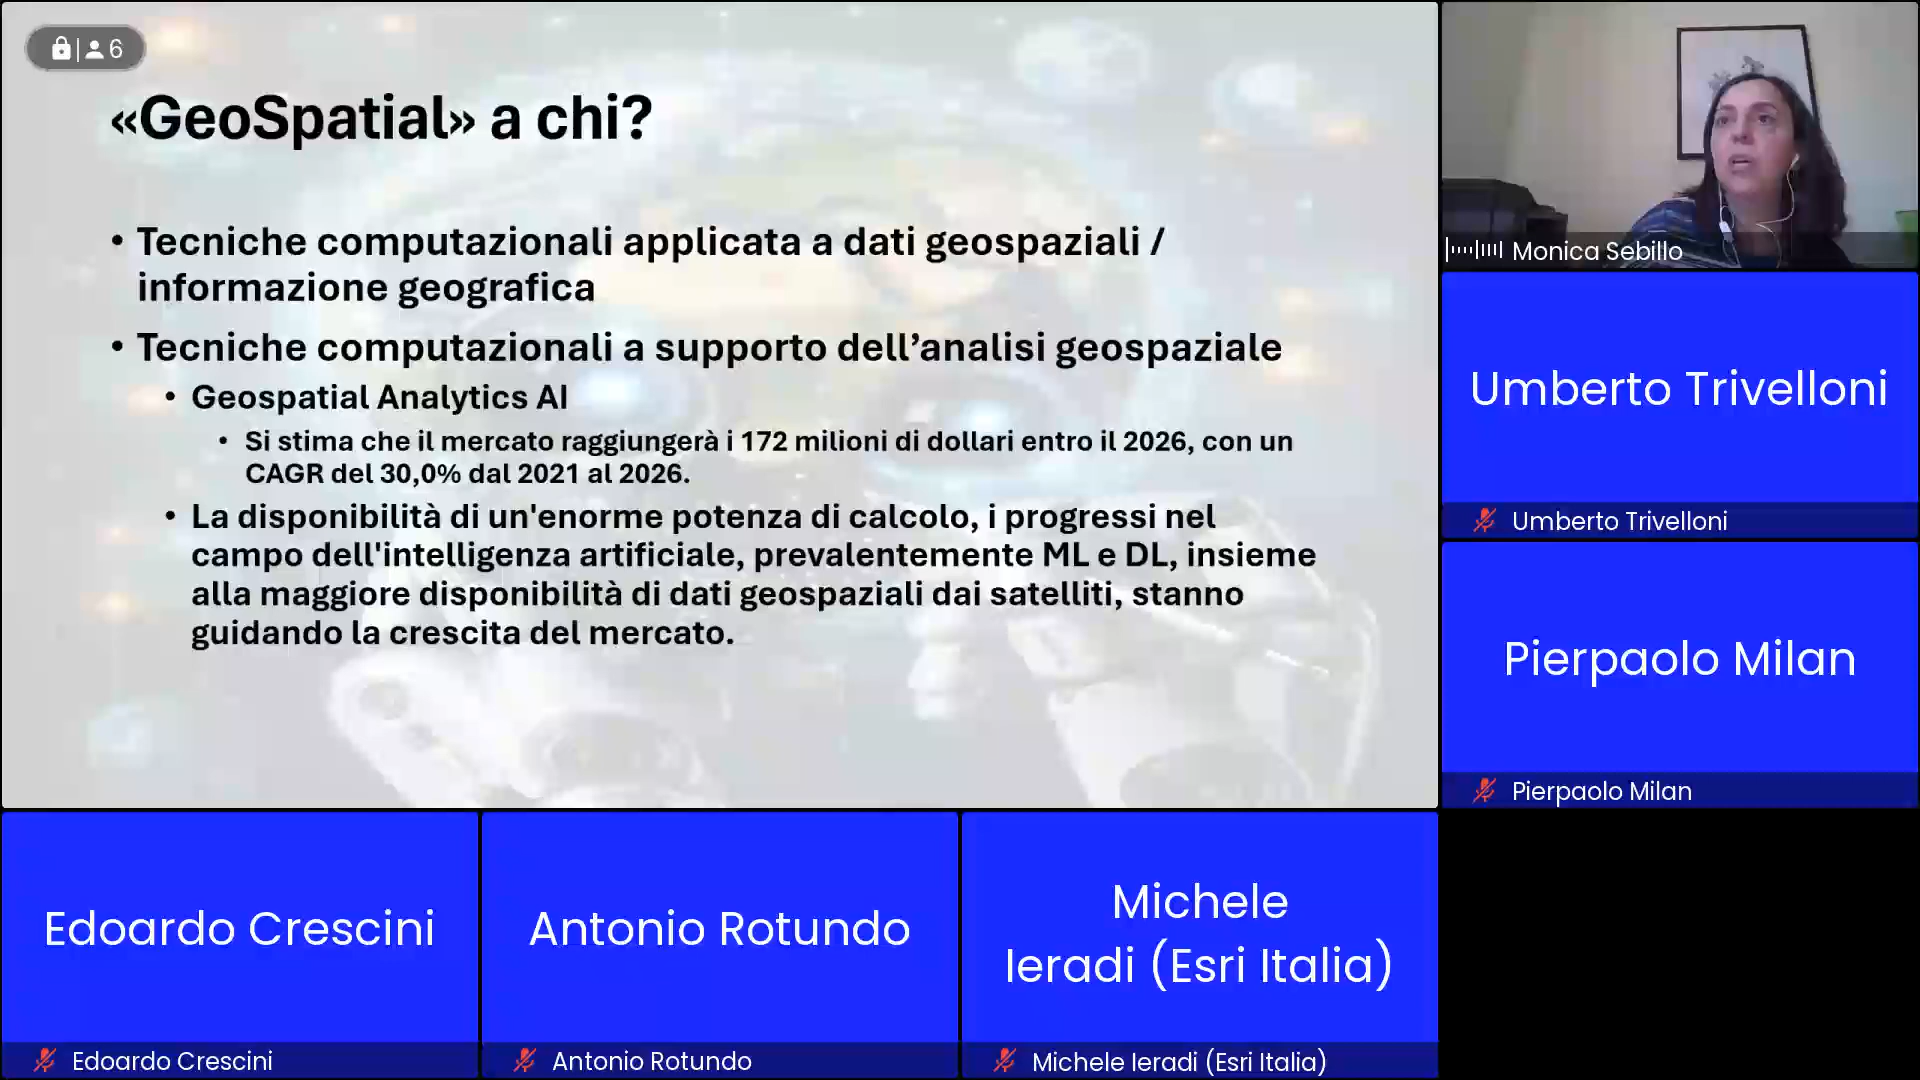 6
«GeoSpatial» a chi?
• Tecniche computazionali applicata a dati geospaziali /
informazione geografica
• Tecniche computazionali a supporto dell’analisi geospaziale
• Geospatial Analytics AI
• Si stima che il mercato raggiungerà i 172 milioni di dollari entro il 2026, con un
CAGR del 30,0% dal 2021 al 2026.
• La disponibilità di un'enorme potenza di calcolo, i progressi nel
campo dell'intelligenza artificiale, prevalentemente ML e DL, insieme
alla maggiore disponibilità di dati geospaziali dai satelliti, stanno
guidando la crescita del mercato.
Monica Sebillo
Umberto Trivelloni
Umberto Trivelloni
Pierpaolo Milan
Pierpaolo Milan
Edoardo Crescini
Edoardo Crescini
Antonio Rotundo
Antonio Rotundo
Michele
Ieradi (Esri Italia)
Michele Ieradi (Esri Italia)